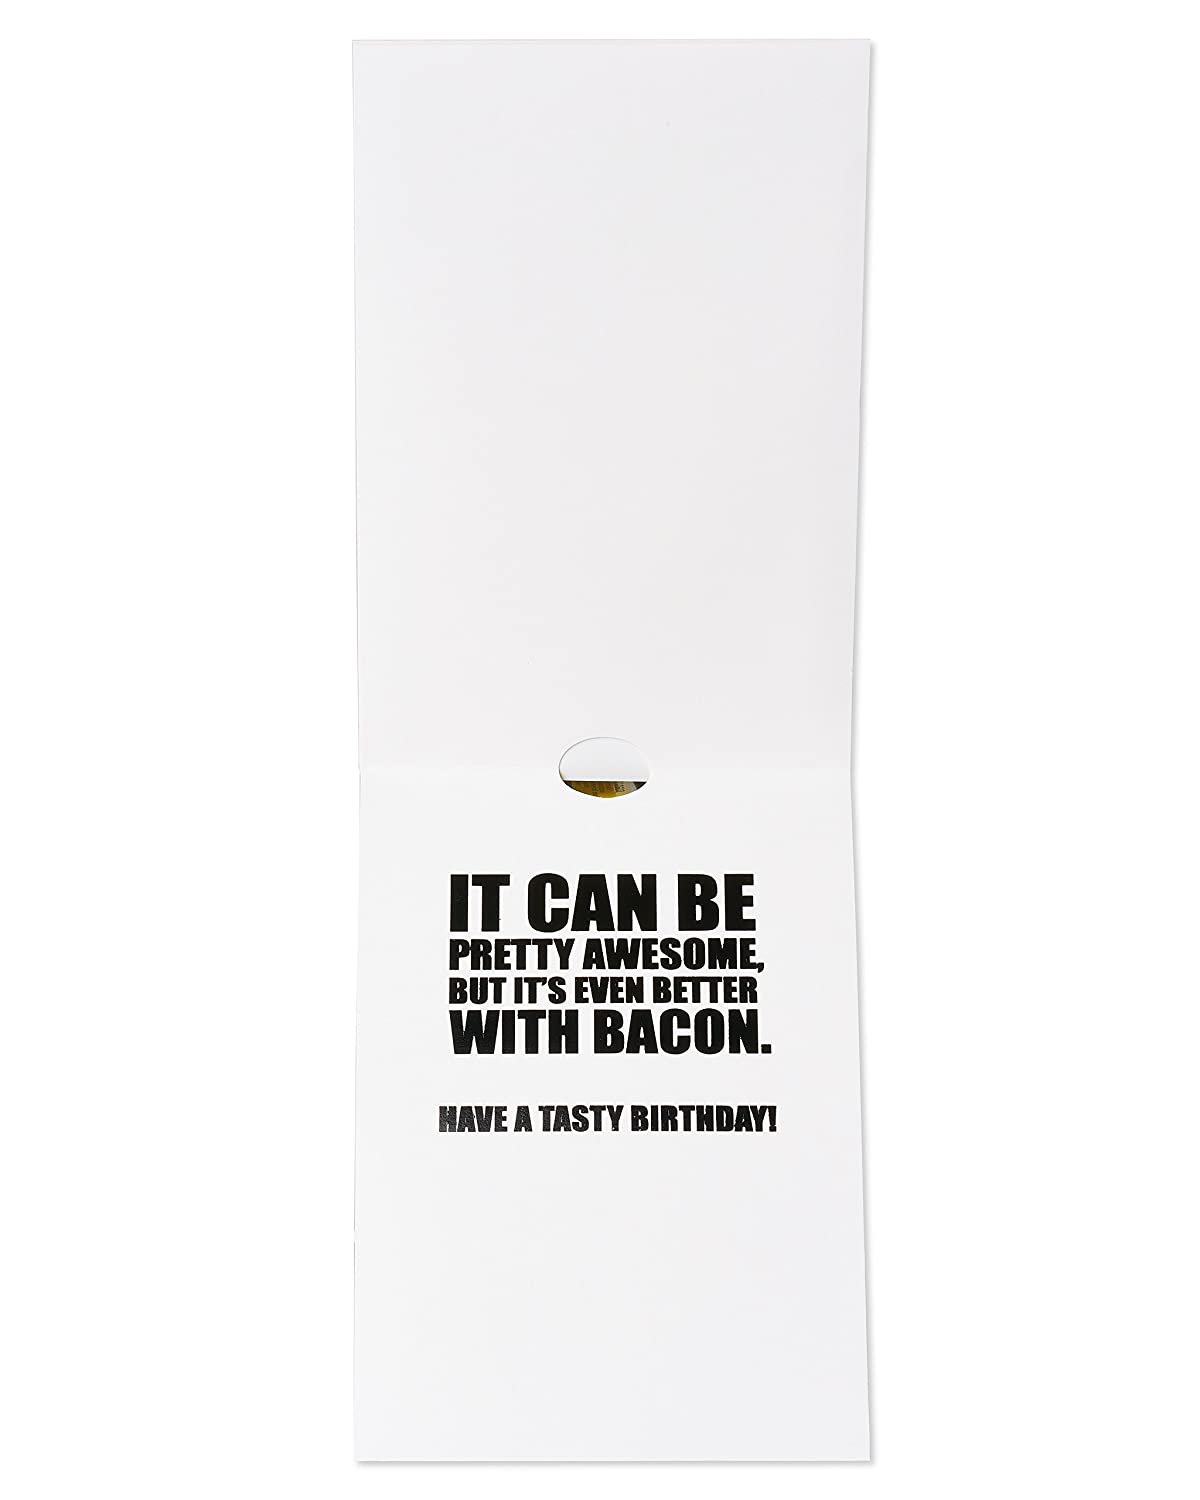 IT CAN BE
PRETTY AWESOME,
BUT IT'S EVEN BETTER
WITH BACON.
HAVE A TASTY BIRTHDAY!